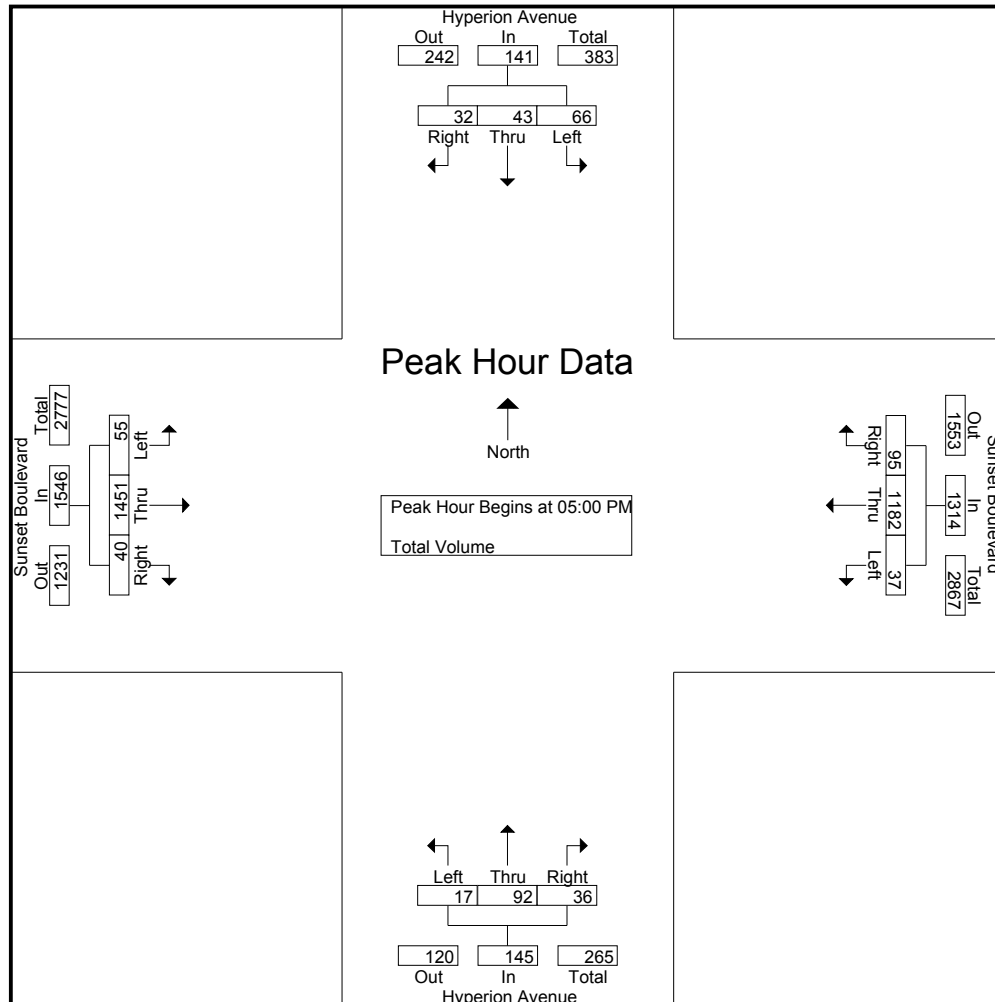 Hyperion Avenue
Out In Total
242 141 383
32 43 66
Right Thru Left
Peak Hour Data
North
Peak Hour Begins at 05:00 PM
Total Volume
Sunset Boulevard
Out In Total
1231 1546 2777
40 1451 55
Right Thru Left
Sunset Boulevard
Out In Total
1553 1314 2867
95 1182 37
Right Thru Left
Left Thru Right
17 92 36
120 145 265
Out In Total
Hyperion Avenue